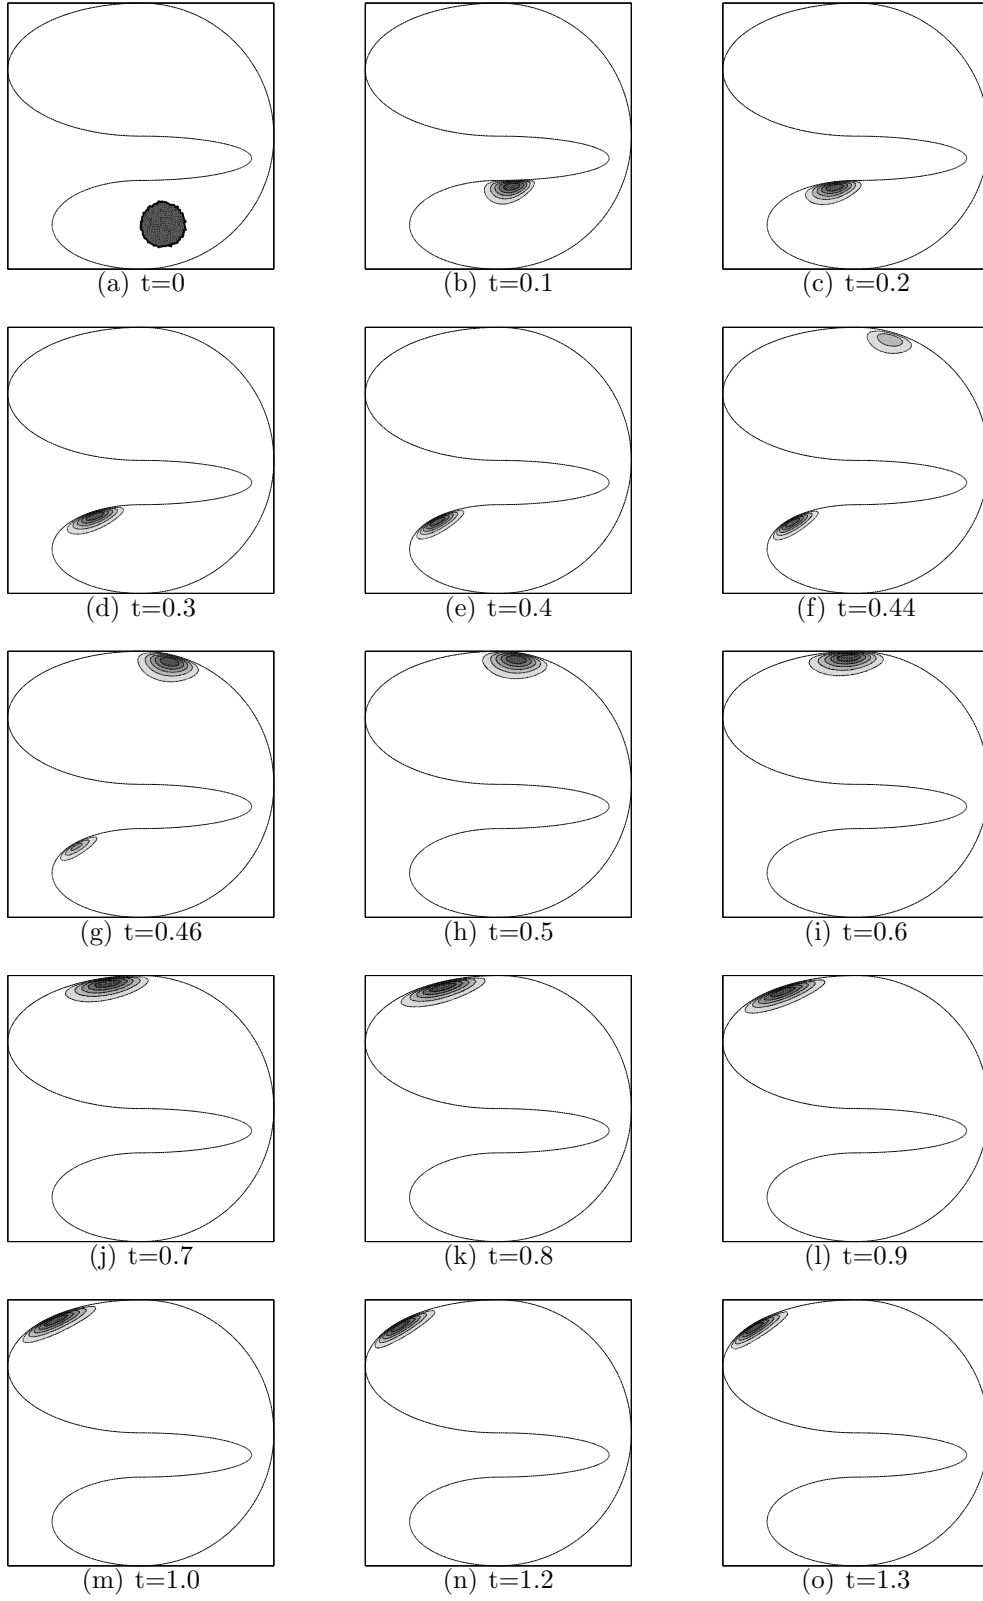 (a) t=0
(b) t=0.1
(c) t=0.2
(d) t=0.3
(e) t=0.4
(f) t=0.44
(g) t=0.46
(h) t=0.5
(i) t=0.6
(j) t=0.7
(k) t=0.8
(l) t=0.9
(m) t=1.0
(n) t=1.2
(o) t=1.3